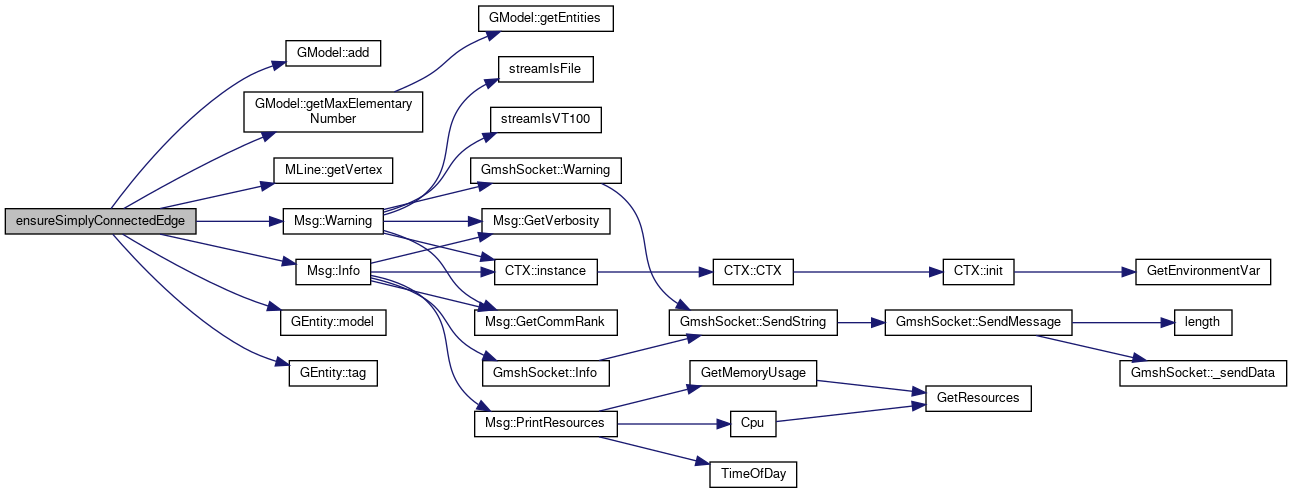 GModel::getEntities
GModel::add
streamIsFile
GModel::getMaxElementary
Number
streamIsVT100
MLine::getVertex
GmshSocket::Warning
ensureSimplyConnectedEdge
Msg::Warning
Msg::GetVerbosity
Msg::Info
CTX::instance
CTX::CTX
CTX::init
GetEnvironmentVar
GEntity::model
Msg::GetCommRank
GmshSocket::SendString
GmshSocket::SendMessage
length
GEntity::tag
GmshSocket::Info
GetMemoryUsage
GmshSocket::_sendData
GetResources
Msg::PrintResources
Cpu
TimeOfDay